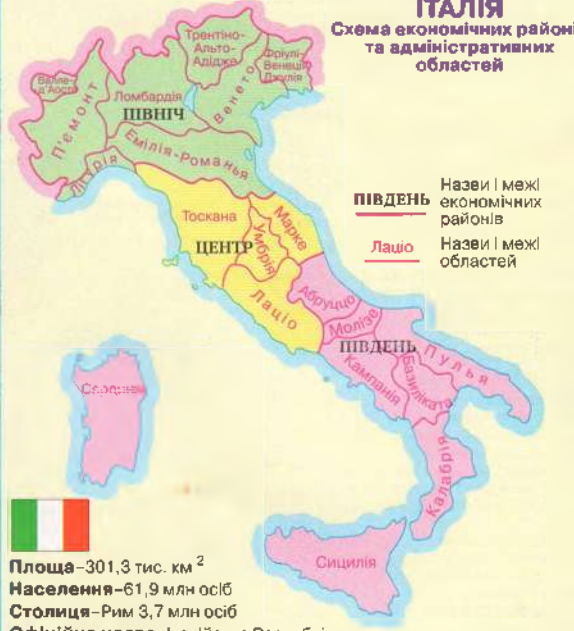 ІТАЛІЯ
Схема економічних районів
та адміністративних
областей
Трентіно-
Альто-
Адідже
Фріулі-
Венеція
Джулія
Валле-
д'Аоста
Ломбардія
Венето
ПІВНІЧ
П'ємонт
Емілія-Романья
Лігурія
ПІВДЕНЬ
Назви і межі
економічних
районів
Лаціо
Назви і межі
областей
Тоскана
Марке
ЦЕНТР
Умбрія
Лаціо
Абруццо
Молізе
ПІВДЕНЬ
Пулья
Кампанія
Базиліката
Калабрія
Сицилія
Площа–301,3 тис. км 2
Населення–61,9 млн осіб
Столиця–Рим 3,7 млн осіб